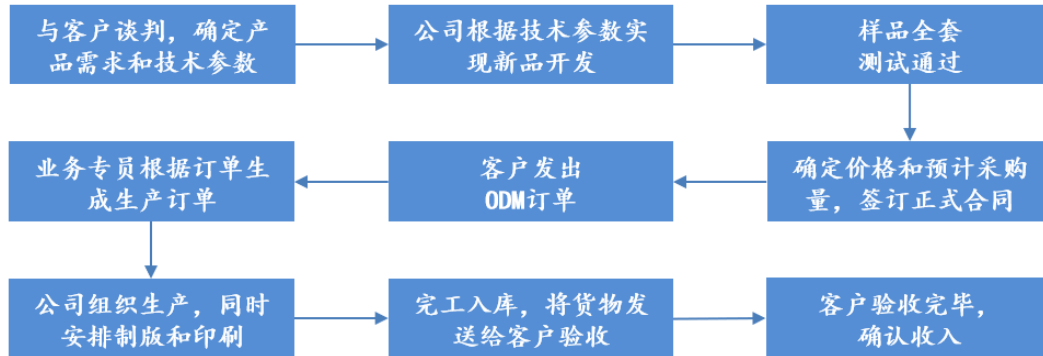 与客户谈判，确定产
品需求和技术参数
公司根据技术参数实
现新品开发
样品全套
测试通过
确定价格和预计采购
量，签订正式合同
客户发出
ODM订单
业务专员根据订单生
成生产订单
公司组织生产，同时
安排制版和印刷
完工入库，将货物发
送给客户验收
客户验收完毕，
确认收入